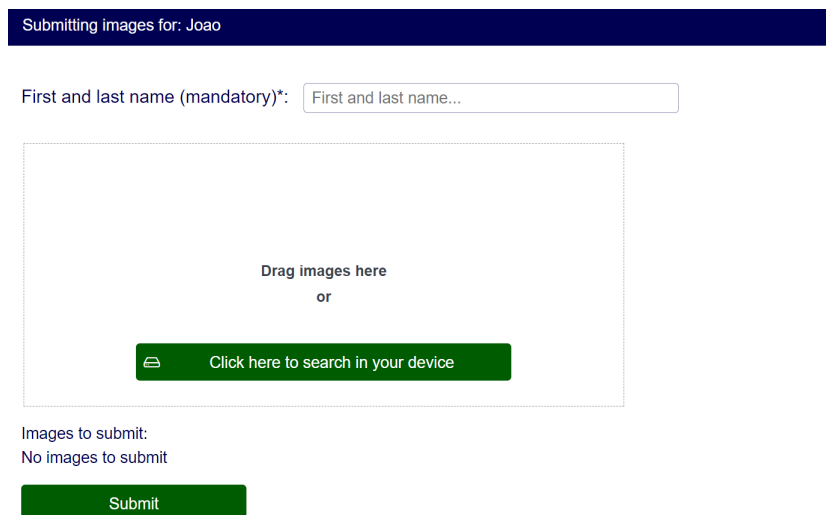 Submitting images for: Joao
First and last name (mandatory)*: First and last name...
Drag images here
or
Click here to search in your device
Images to submit:
No images to submit
Submit